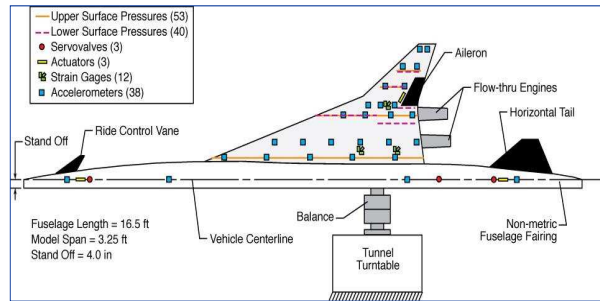 Upper Surface Pressures (53)
Lower Surface Pressures (40)
Servovalves (3)
Actuators (3)
Strain Gages (12)
Accelerometers (38)
Aileron
Flow-thru Engines
Horizontal Tail
Ride Control Vane
Stand Off
Fuselage Length = 16.5 ft
Model Span = 3.25 ft
Stand Off = 4.0 in
Vehicle Centerline
Balance
Tunnel
Turntable
Non-metric
Fuselage Fairing